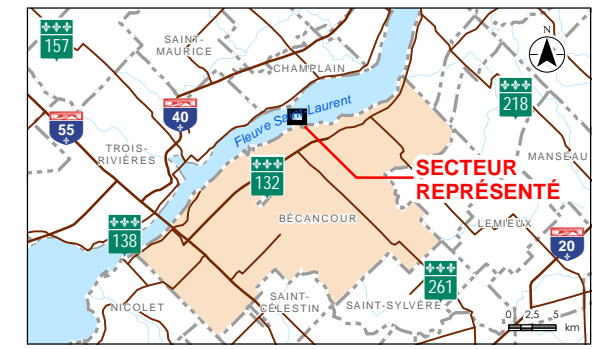 157
SAINT-
MAURICE
CHAMPLAIN
N
218
40
55
Fleuve Saint-Laurent
TROIS-
RIVIÈRES
MANSEAU
132
SECTEUR
REPRÉSENTÉ
BÉCANCOUR
LEMIEUX
138
20
261
NICOLET
SAINT-
CÉLESTIN
SAINT-SYLVÈRE
0 2,5 5
km